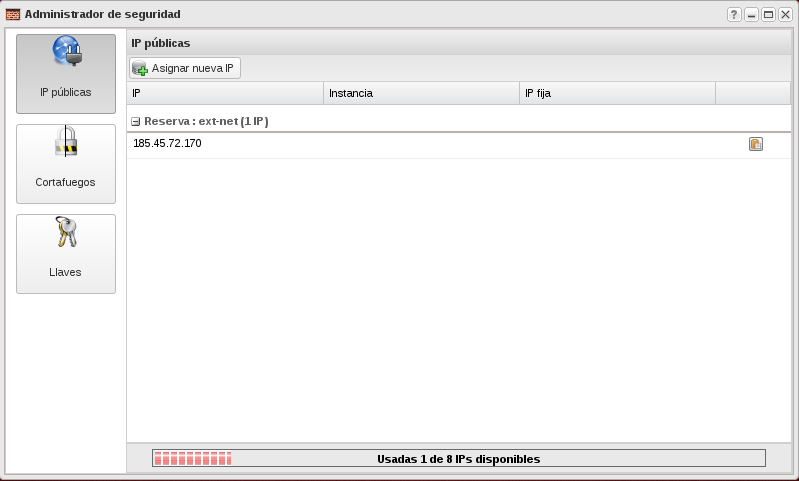 Administrador de seguridad
?
IP públicas
Cortafuegos
Llaves
IP públicas
Asignar nueva IP
IP Instancia IP fija
Reserva : ext-net (1 IP)
185.45.72.170
Usadas 1 de 8 IPs disponibles